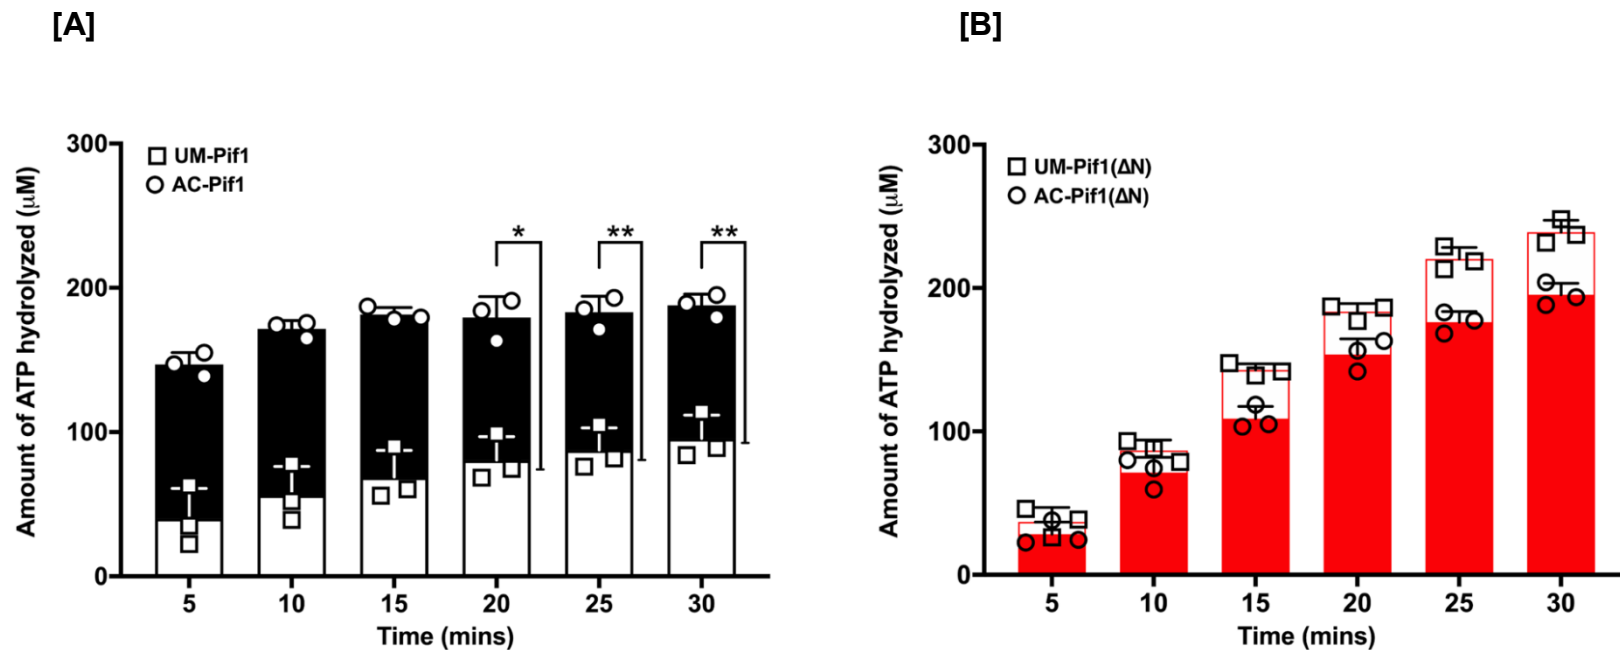 [A]
[B]
Amount of ATP hydrolyzed (μM)
300
200
100
0
UM-Pif1
AC-Pif1
*
**
**
5 10 15 20 25 30
Time (mins)
Amount of ATP hydrolyzed (μM)
300
200
100
0
UM-Pif1(ΔN)
AC-Pif1(ΔN)
5 10 15 20 25 30
Time (mins)